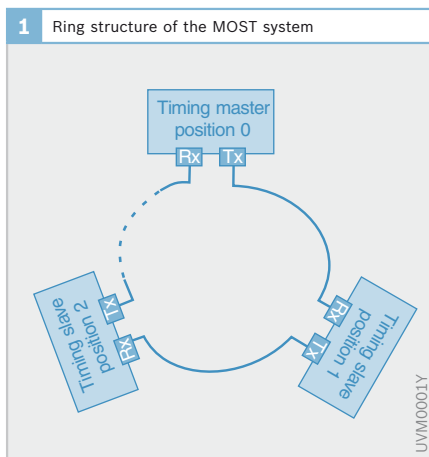 1 Ring structure of the MOST system
Timing master
position 0
Rx Tx
Rx
Tx
Timing slave
position 1
Tx
Rx
Timing slave
position 2
UVM0001Y